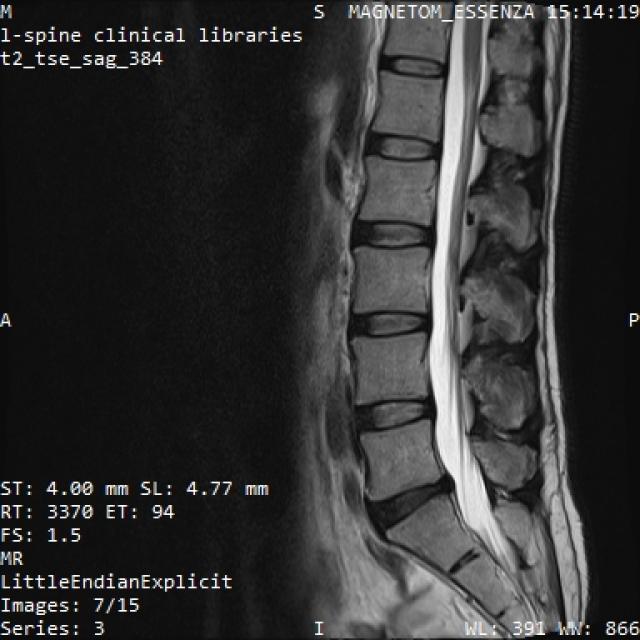 M
S
MAGNETOM_ESSENZA 15:14:19
l-spine clinical libraries
t2_tse_sag_384
A
P
ST: 4.00 mm SL: 4.77 mm
RT: 3370 ET: 94
FS: 1.5
MR
LittleEndianExplicit
Images: 7/15
Series: 3
I
WL: 391 WN: 866